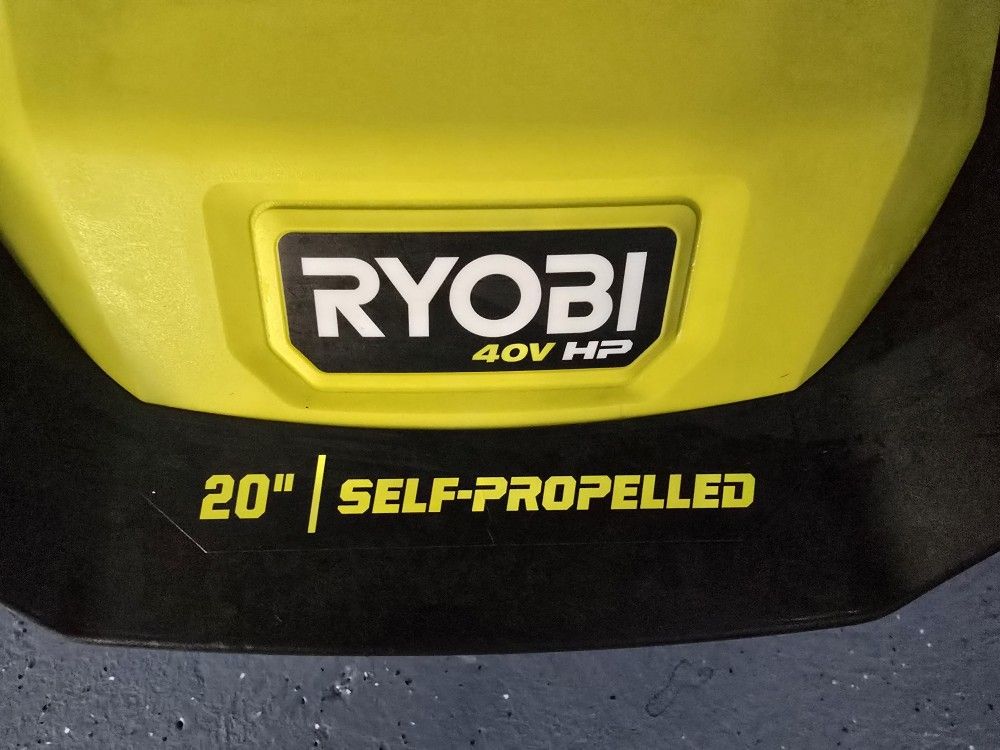 RYOBI
40V HP
20" | SELF-PROPELLED